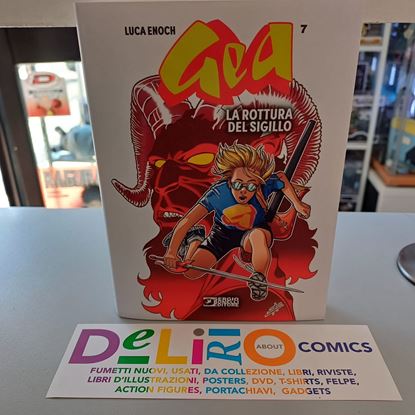 LUCA ENOCH
7
Gea
LA ROTTURA
DEL SIGILLO
SERGIO
BONELLI
EDITORE
DELIRIO ABOUT COMICS
FUMETTI NUOVI, USATI, DA COLLEZIONE, LIBRI, RIVISTE,
LIBRI D'ILLUSTRAZIONI, POSTERS, DVD, T-SHIRTS, FELPE,
ACTION FIGURES, PORTACHIAVI, GADGETS